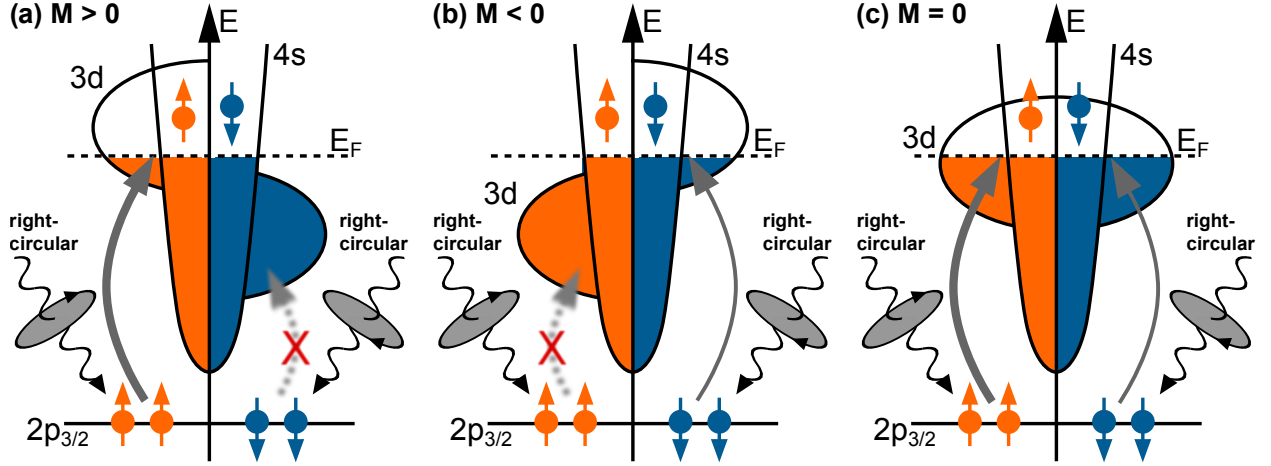 (a) M > 0
E
4s
3d
E_F
right-
circular
right-
circular
X
2p_{3/2}
(b) M < 0
E
4s
E_F
3d
right-
circular
right-
circular
X
2p_{3/2}
(c) M = 0
E
4s
3d
E_F
right-
circular
right-
circular
2p_{3/2}